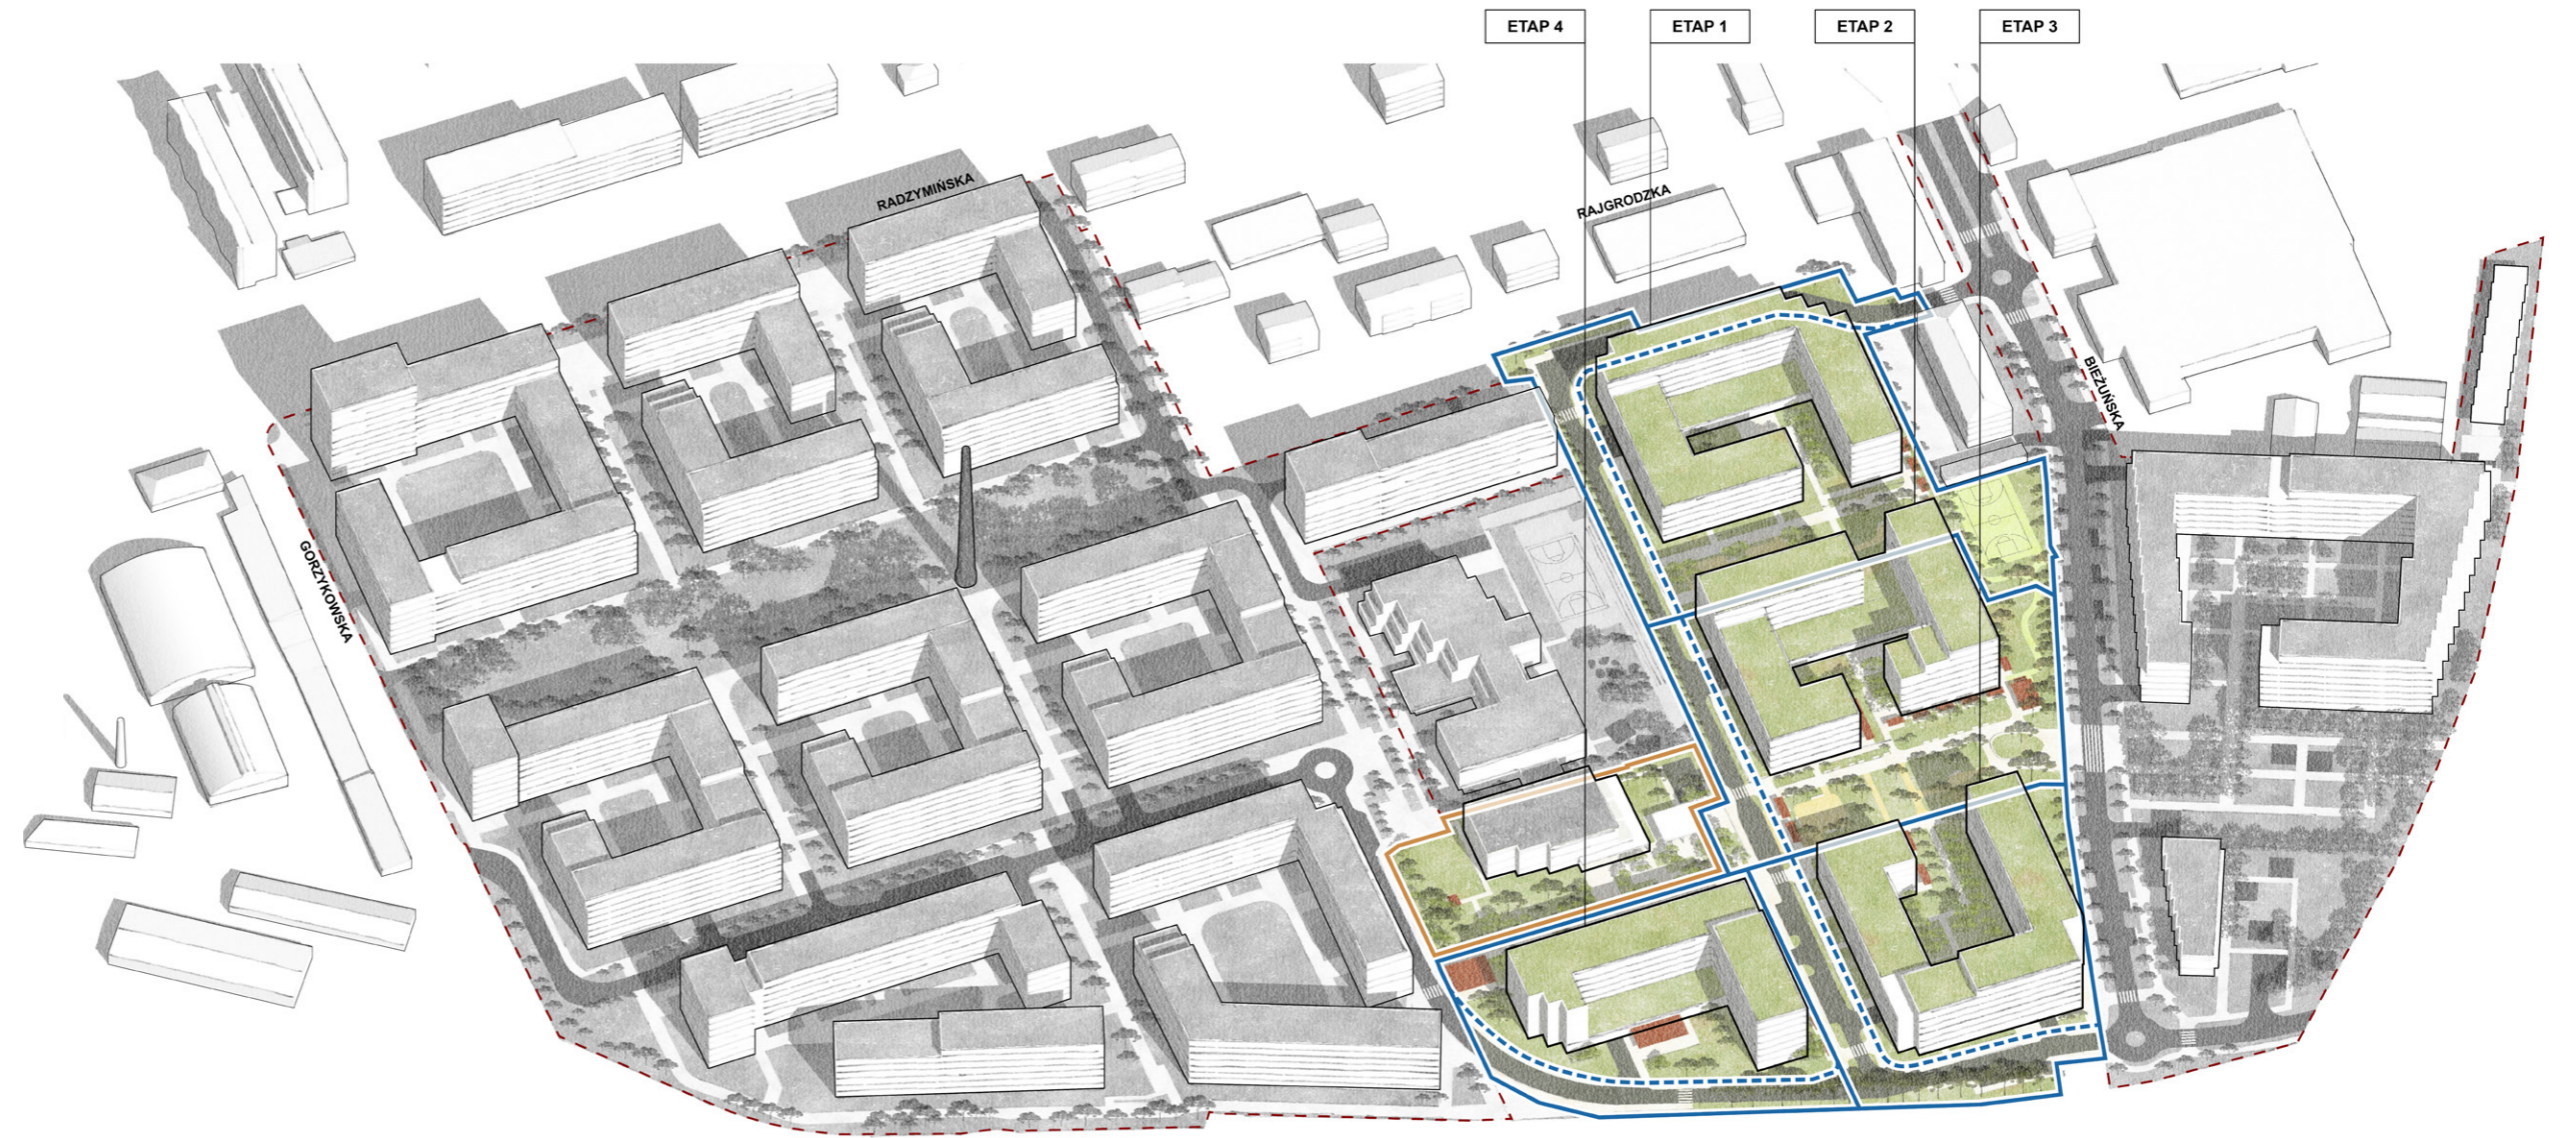 ETAP 4
ETAP 1
ETAP 2
ETAP 3
RADZYMIŃSKA
RAJGRODZKA
BIEŻUŃSKA
GORZYKOWSKA